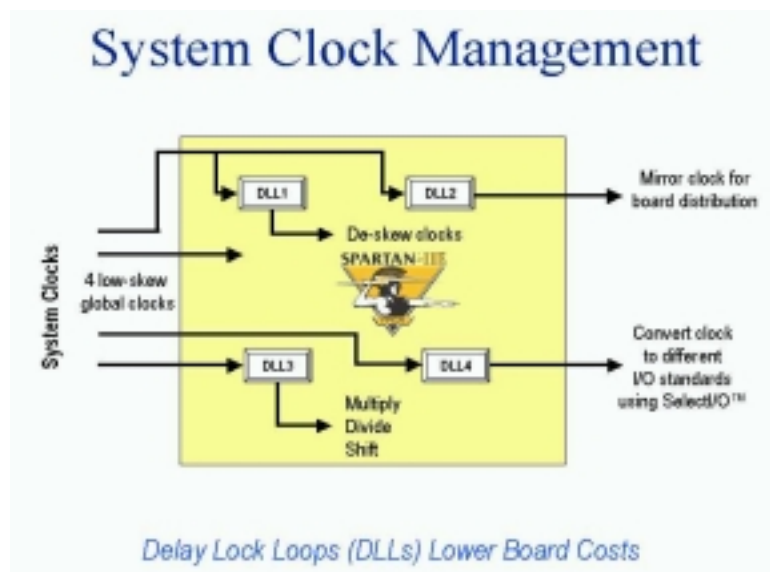 System Clock Management
DLL1
DLL2
Mirror clock for
board distribution
De-skew clocks
SPARTAN-II
System Clocks
4 low-skew
global clocks
DLL3
DLL4
Convert clock
to different
I/O standards
using SelectI/O™
Multiply
Divide
Shift
Delay Lock Loops (DLLs) Lower Board Costs